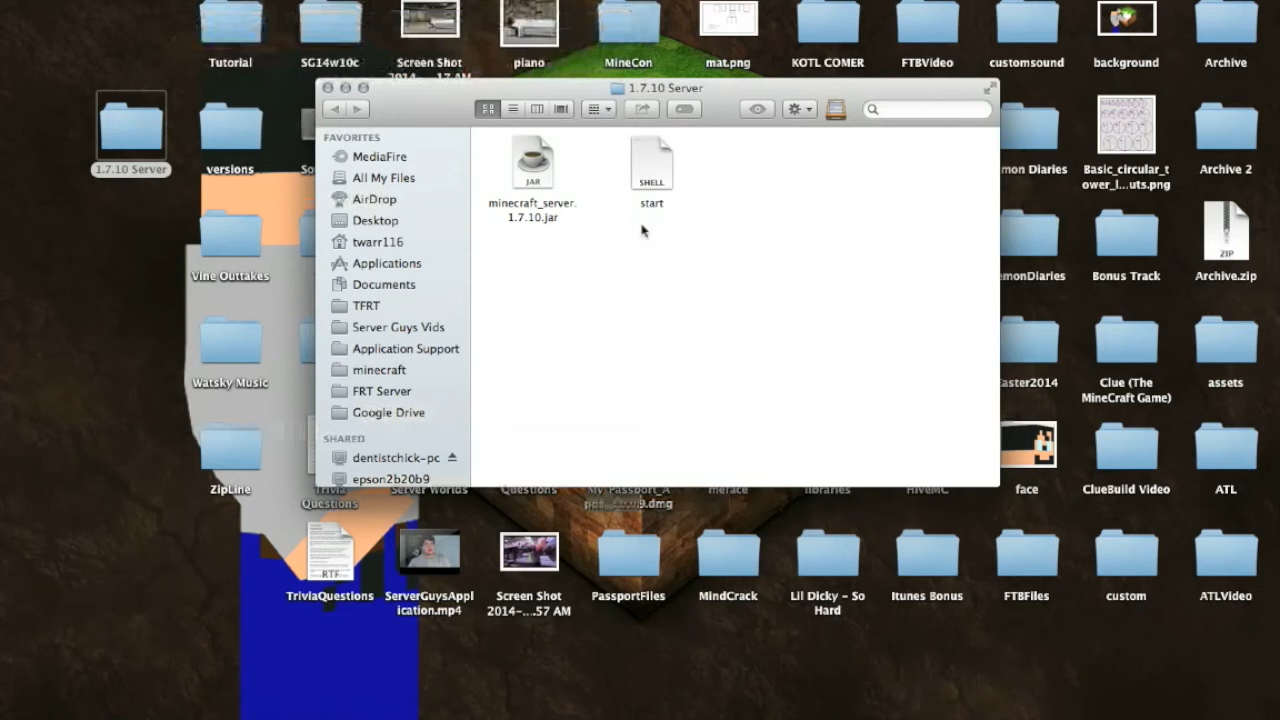 Tutorial
SG14w10c
Screen Shot
2014-....17 AM
piano
MineCon
mat.png
KOTL COMER
FTBVideo
customsound
background
Archive
1.7.10 Server
1.7.10 Server
versions
FAVORITES
MediaFire
All My Files
AirDrop
Desktop
twarr116
Applications
Documents
TFRT
Server Guys Vids
Application Support
minecraft
FRT Server
Google Drive
SHARED
dentistchick-pc
epson2b20b9
JAR
minecraft_server.
1.7.10.jar
SHELL
start
mon Diaries
Basic_circular_t
ower_l...uts.png
Archive 2
Vine Outtakes
emonDiaries
Bonus Track
ZIP
Archive.zip
Watsky Music
Easter2014
Clue (The
MineCraft Game)
assets
ZipLine
Trivia
Questions
Server Worlds
Questions
libraries
HiveMC
face
ClueBuild Video
ATL
RTF
TriviaQuestions
ServerGuysAppl
ication.mp4
Screen Shot
2014-...57 AM
PassportFiles
MindCrack
Lil Dicky – So
Hard
Itunes Bonus
FTBFiles
custom
ATLVideo